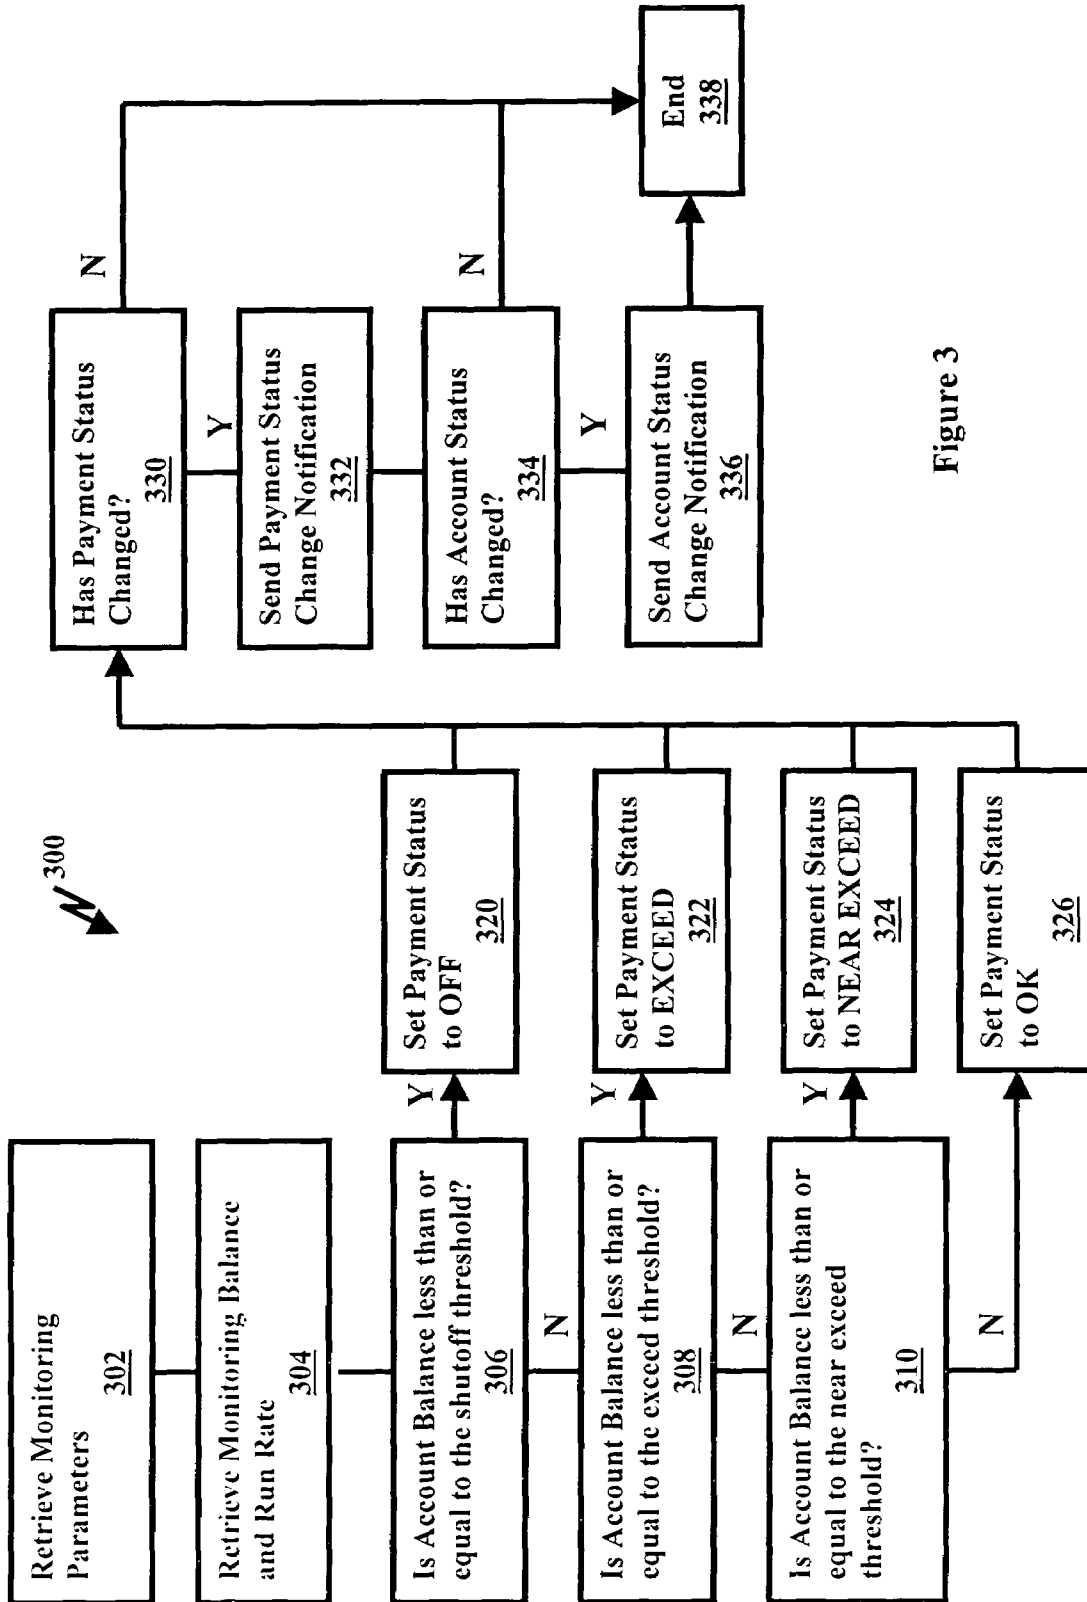 300
Retrieve Monitoring
Parameters
302
Retrieve Monitoring Balance
and Run Rate
304
Is Account Balance less than or
equal to the shutoff threshold?
306
Y
N
Is Account Balance less than or
equal to the exceed threshold?
308
Y
N
Is Account Balance less than or
equal to the near exceed
threshold?
310
Y
N
Set Payment Status
to OFF
320
Set Payment Status
to EXCEED
322
Set Payment Status
to NEAR EXCEED
324
Set Payment Status
to OK
326
Has Payment Status
Changed?
330
N
Y
Send Payment Status
Change Notification
332
Has Account Status
Changed?
334
N
Y
Send Account Status
Change Notification
336
End
338
Figure 3